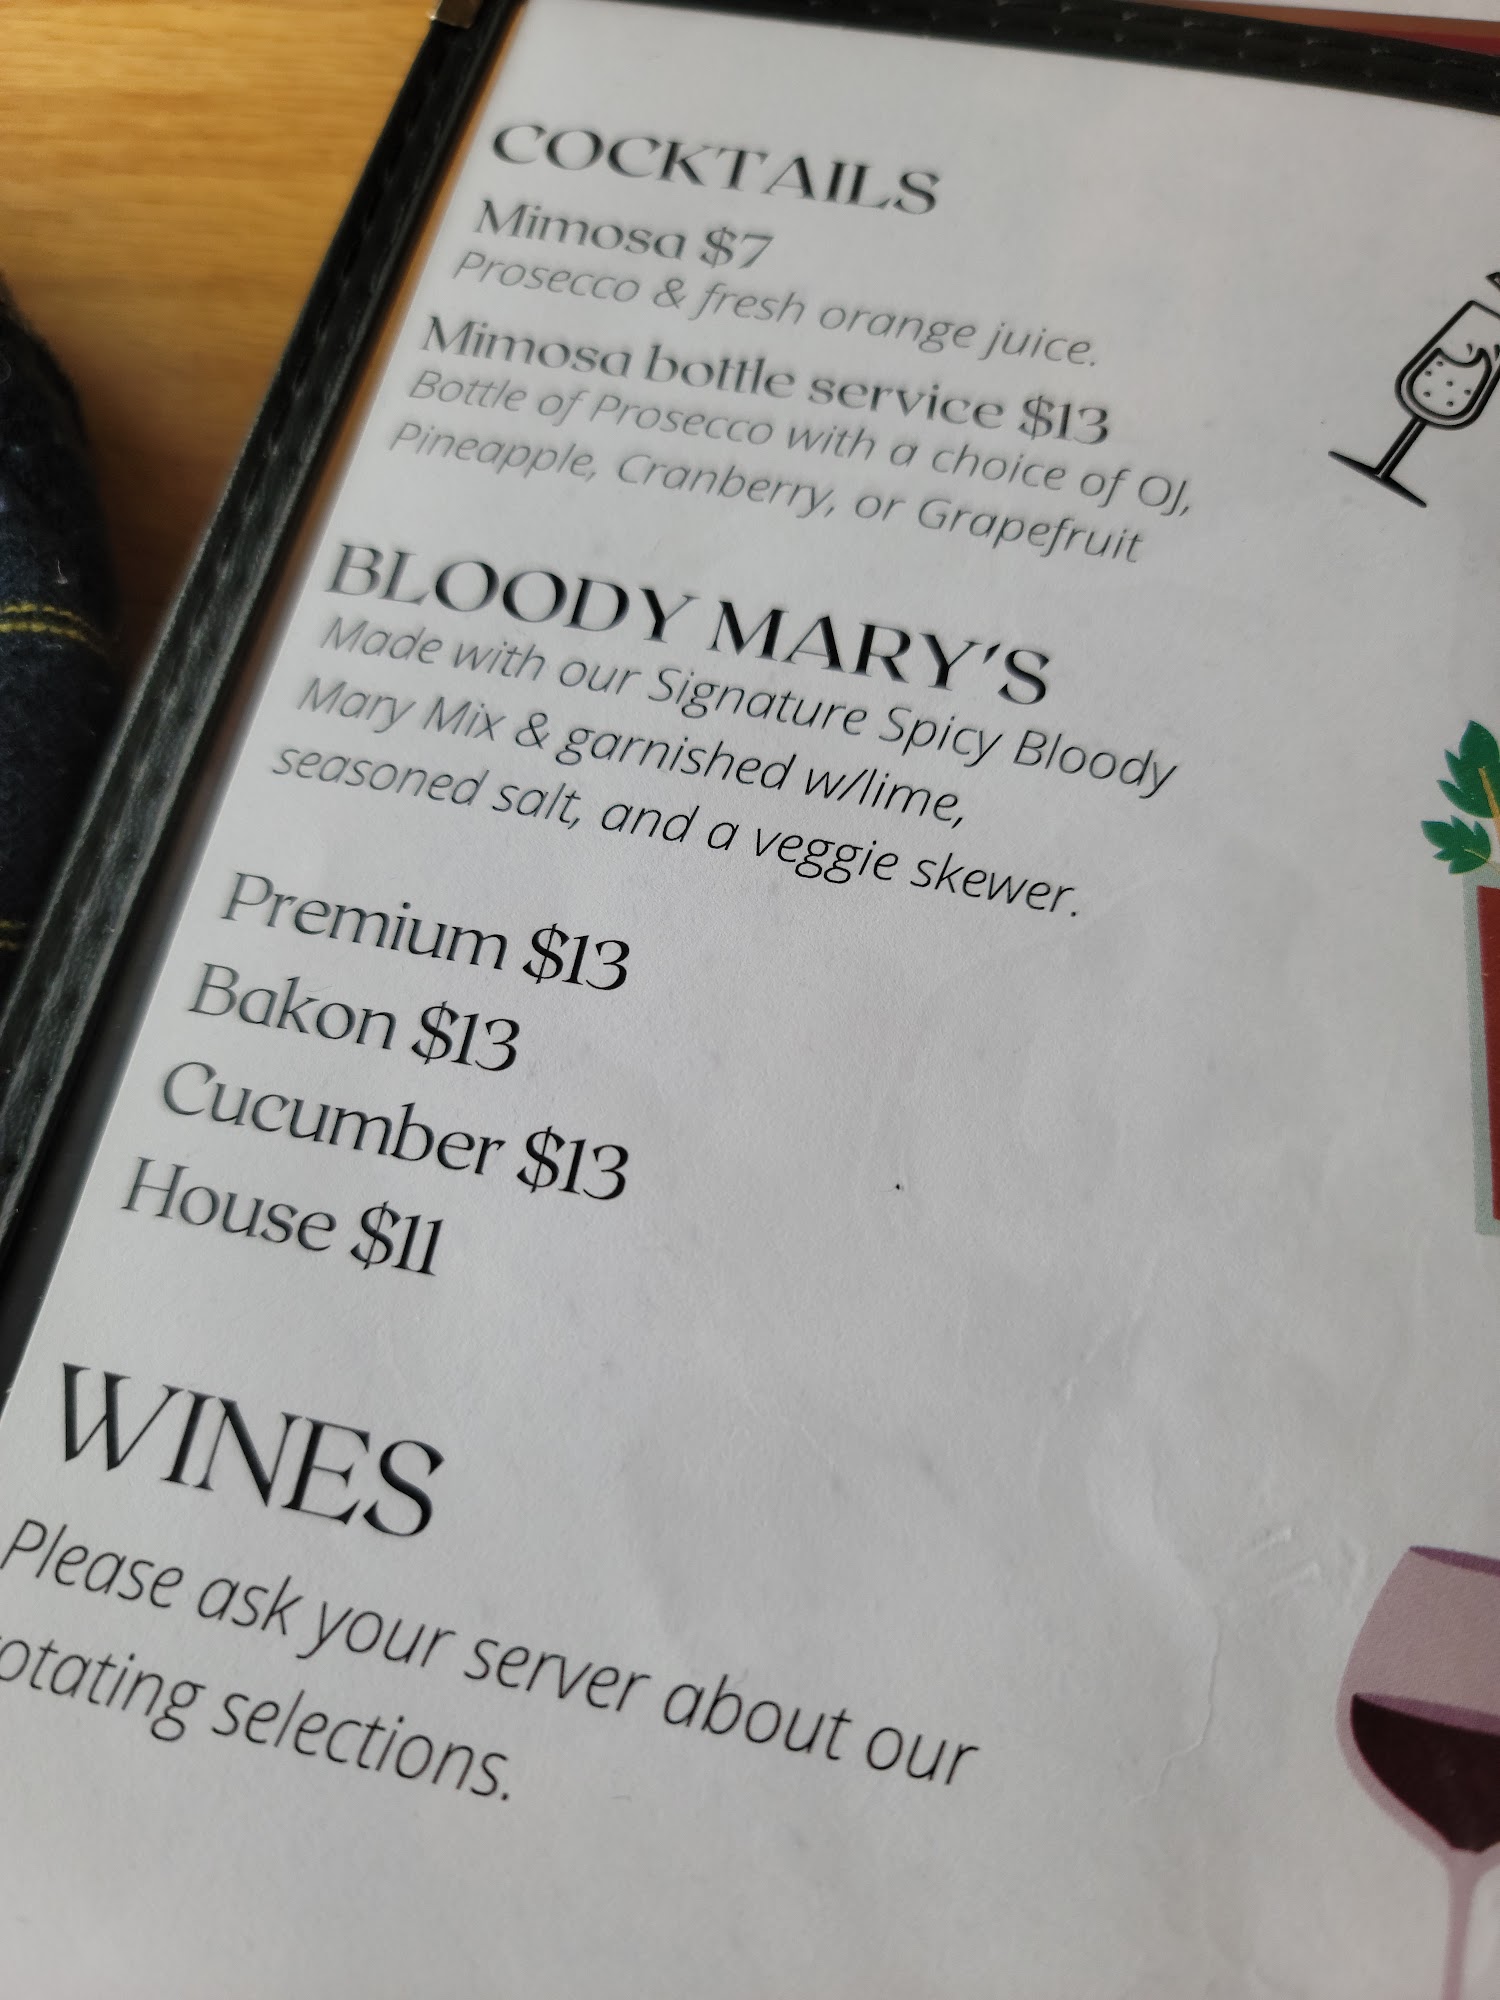 COCKTAILS
Mimosa $7
Prosecco & fresh orange juice.
Mimosa bottle service $13
Bottle of Prosecco with a choice of OJ,
Pineapple, Cranberry, or Grapefruit
BLOODY MARY'S
Made with our Signature Spicy Bloody
Mary Mix & garnished w/lime,
seasoned salt, and a veggie skewer.
Premium $13
Bakon $13
Cucumber $13
House $11
WINES
Please ask your server about our
otating selections.